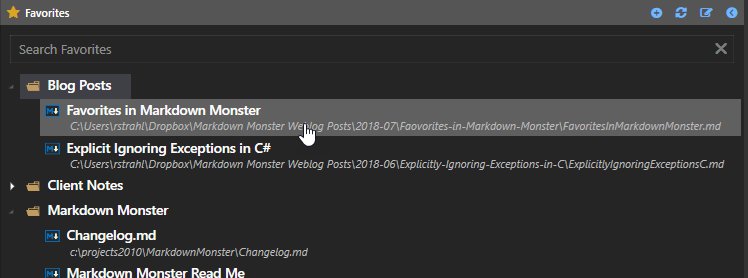 Favorites
Search Favorites
Blog Posts
Favorites in Markdown Monster
C:\Users\rstrahl\Dropbox\Markdown Monster Weblog Posts\2018-07\Faovorites-in-Markdown-Monster\FavoritesInMarkdownMonster.md
Explicit Ignoring Exceptions in C#
C:\Users\rstrahl\Dropbox\Markdown Monster Weblog Posts\2018-06\Explicitly-Ignoring-Exceptions-in-C\ExplicitlyIgnoringExceptionsC.md
Client Notes
Markdown Monster
Changelog.md
c:\projects2010\MarkdownMonster\Changelog.md
Markdown Monster Read Me